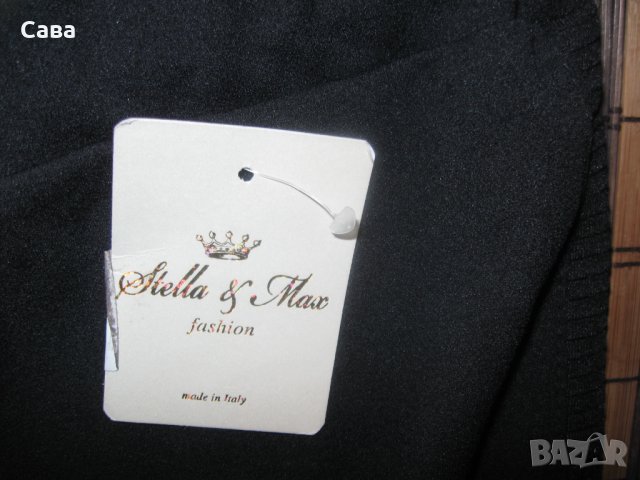 Сава
Stella & Max
fashion
made in Italy
BAZAR